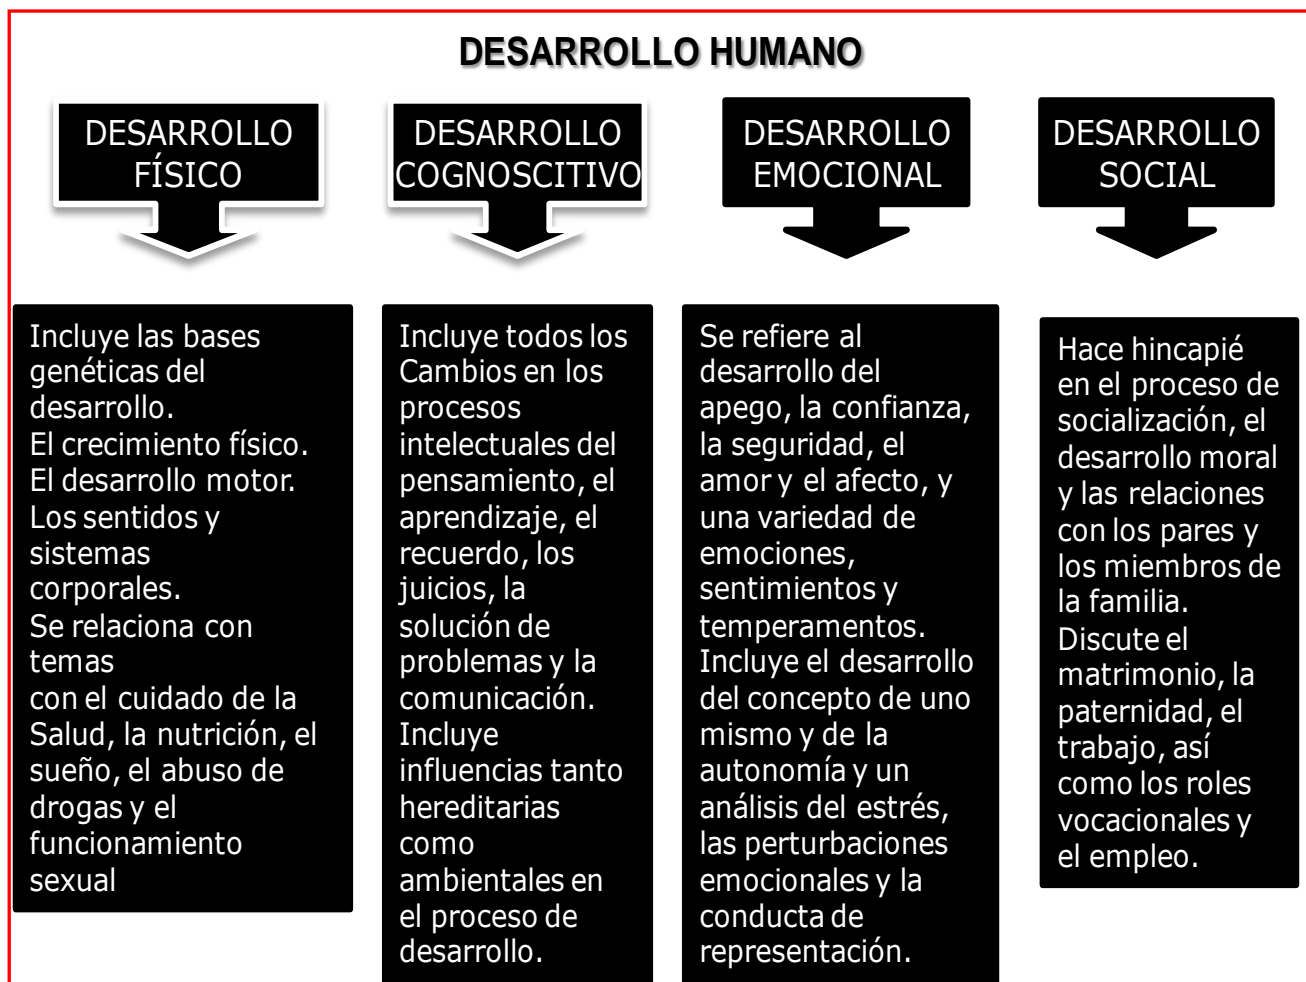 DESARROLLO HUMANO
DESARROLLO
FÍSICO
DESARROLLO
COGNOSCITIVO
DESARROLLO
EMOCIONAL
DESARROLLO
SOCIAL
Incluye las bases
genéticas del
desarrollo.
El crecimiento físico.
El desarrollo motor.
Los sentidos y
sistemas
corporales.
Se relaciona con
temas
con el cuidado de la
Salud, la nutrición, el
sueño, el abuso de
drogas y el
funcionamiento
sexual
Incluye todos los
Cambios en los
procesos
intelectuales del
pensamiento, el
aprendizaje, el
recuerdo, los
juicios, la
solución de
problemas y la
comunicación.
Incluye
influencias tanto
hereditarias
como
ambientales en
el proceso de
desarrollo.
Se refiere al
desarrollo del
apego, la confianza,
la seguridad, el
amor y el afecto, y
una variedad de
emociones,
sentimientos y
temperamentos.
Incluye el desarrollo
del concepto de uno
mismo y de la
autonomía y un
análisis del estrés,
las perturbaciones
emocionales y la
conducta de
representación.
Hace hincapié
en el proceso de
socialización, el
desarrollo moral
y las relaciones
con los pares y
los miembros de
la familia.
Discute el
matrimonio, la
paternidad, el
trabajo, así
como los roles
vocacionales y
el empleo.